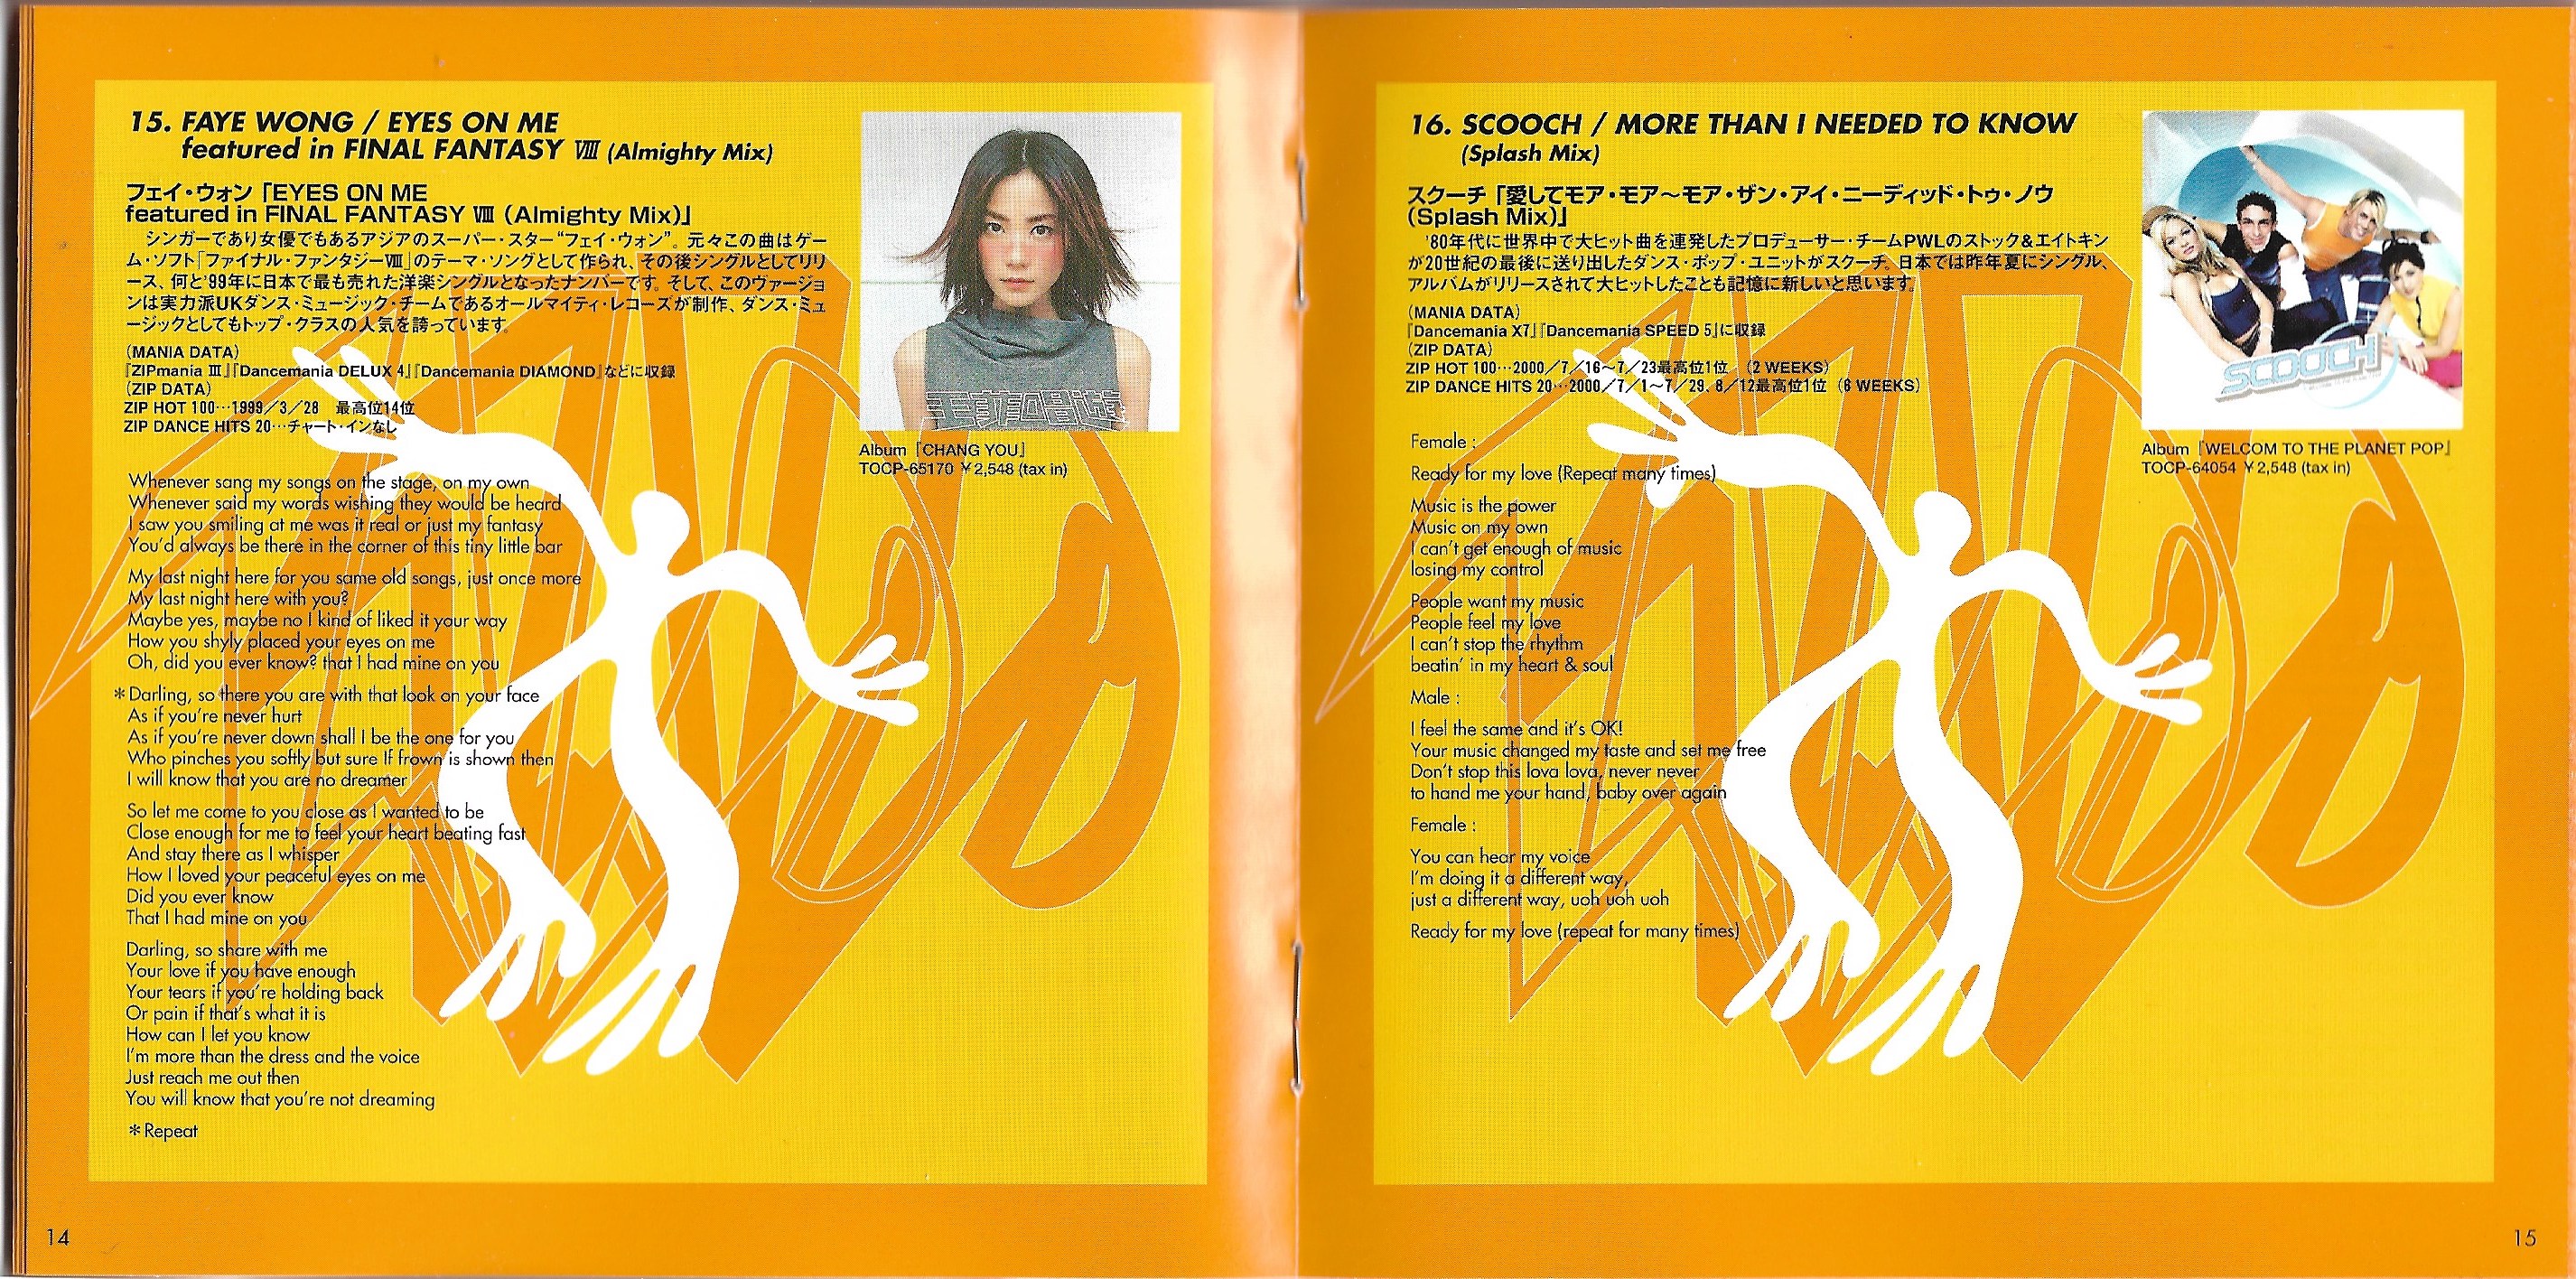 15. FAYE WONG / EYES ON ME
featured in FINAL FANTASY Ⅷ (Almighty Mix)
フェイ・ウォン「EYES ON ME
featured in FINAL FANTASY Ⅷ (Almighty Mix)」
シンガーであり女優でもあるアジアのスーパー・スター“フェイ・ウォン”。元々この曲はゲー
ム・ソフト「ファイナル・ファンタジーⅧ」のテーマ・ソングとして作られ、その後シングルとしてリリ
ース、何と'99年に日本で最も売れた洋楽シングルとなったナンバーです。そして、このヴァージョ
ンは実力派UKダンス・ミュージック・チームであるオールマイティ・レコーズが制作、ダンス・ミュ
ージックとしてもトップ・クラスの人気を誇っています。
(MANIA DATA)
『ZIPmania Ⅲ』『Dancemania DELUX 4』『Dancemania DIAMOND』などに収録
(ZIP DATA)
ZIP HOT 100…1999／3／28　最高位14位
ZIP DANCE HITS 20…チャート・インなし
Album『CHANG YOU』
TOCP-65170 ¥2,548 (tax in)
Whenever sang my songs on the stage, on my own
Whenever said my words wishing they would be heard
I saw you smiling at me was it real or just my fantasy
You'd always be there in the corner of this tiny little bar
My last night here for you same old songs, just once more
My last night here with you?
Maybe yes, maybe no I kind of liked it your way
How you shyly placed your eyes on me
Oh, did you ever know? that I had mine on you
＊Darling, so there you are with that look on your face
As if you're never hurt
As if you're never down shall I be the one for you
Who pinches you softly but sure If frown is shown then
I will know that you are no dreamer
So let me come to you close as I wanted to be
Close enough for me to feel your heart beating fast
And stay there as I whisper
How I loved your peaceful eyes on me
Did you ever know
That I had mine on you
Darling, so share with me
Your love if you have enough
Your tears if you're holding back
Or pain if that's what it is
How can I let you know
I'm more than the dress and the voice
Just reach me out then
You will know that you're not dreaming
＊Repeat
14
16. SCOOCH / MORE THAN I NEEDED TO KNOW
(Splash Mix)
スクーチ「愛してモア・モア〜モア・ザン・アイ・ニーディッド・トゥ・ノウ
(Splash Mix)」
'80年代に世界中で大ヒット曲を連発したプロデューサー・チームPWLのストック&エイトキン
が20世紀の最後に送り出したダンス・ポップ・ユニットがスクーチ。日本では昨年夏にシングル、
アルバムがリリースされて大ヒットしたことも記憶に新しいと思います。
(MANIA DATA)
『Dancemania X7』『Dancemania SPEED 5』に収録
(ZIP DATA)
ZIP HOT 100…2000／7／16〜7／23最高位1位 (2 WEEKS)
ZIP DANCE HITS 20…2000／7／1〜7／29、8／12最高位1位 (6 WEEKS)
SCOOCH
Album『WELCOM TO THE PLANET POP』
TOCP-64054 ¥2,548 (tax in)
Female :
Ready for my love (Repeat many times)
Music is the power
Music on my own
I can't get enough of music
losing my control
People want my music
People feel my love
I can't stop the rhythm
beatin' in my heart & soul
Male :
I feel the same and it's OK!
Your music changed my taste and set me free
Don't stop this lova lova, never never
to hand me your hand, baby over again
Female :
You can hear my voice
I'm doing it a different way,
just a different way, uoh uoh uoh
Ready for my love (repeat for many times)
15